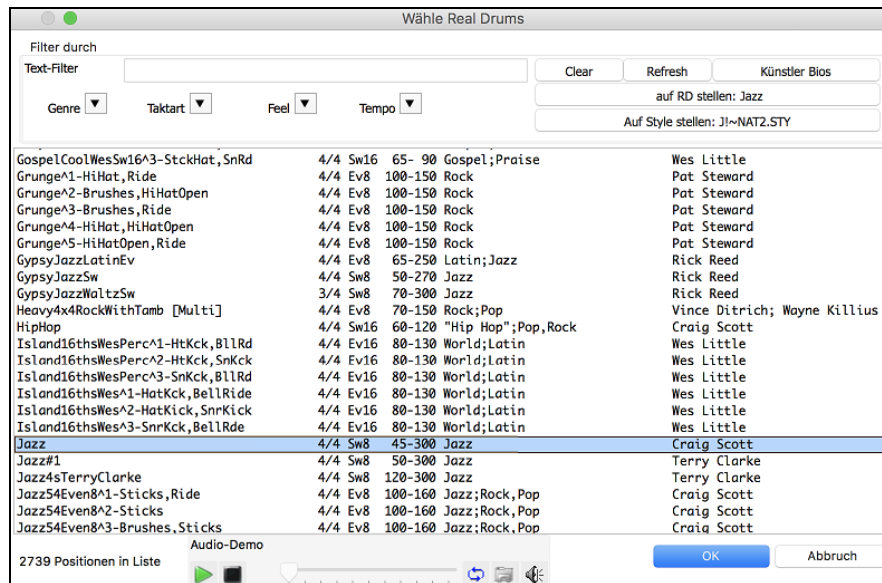 Wähle Real Drums
Filter durch
Text-Filter
Clear Refresh Künstler Bios
Genre ▼ Taktart ▼ Feel ▼ Tempo ▼
auf RD stellen: Jazz
Auf Style stellen: J!~NAT2.STY
GospelCoolWesSw16^3-StckHat,SnRd 4/4 Sw16 65- 90 Gospel;Praise Wes Little
Grunge^1-HiHat,Ride 4/4 Ev8 100-150 Rock Pat Steward
Grunge^2-Brushes,HiHatOpen 4/4 Ev8 100-150 Rock Pat Steward
Grunge^3-Brushes,Ride 4/4 Ev8 100-150 Rock Pat Steward
Grunge^4-HiHat,HiHatOpen 4/4 Ev8 100-150 Rock Pat Steward
Grunge^5-HiHatOpen,Ride 4/4 Ev8 100-150 Rock Pat Steward
GypsyJazzLatinEv 4/4 Ev8 65-250 Latin;Jazz Rick Reed
GypsyJazzSw 4/4 Sw8 50-270 Jazz Rick Reed
GypsyJazzWaltzSw 3/4 Sw8 70-300 Jazz Rick Reed
Heavy4x4RockWithTamb [Multi] 4/4 Ev8 70-150 Rock;Pop Vince Ditrich; Wayne Killius
HipHop 4/4 Sw16 60-120 "Hip Hop";Pop,Rock Craig Scott
Island16thsWesPerc^1-HtKck,BllRd 4/4 Ev16 80-130 World;Latin Wes Little
Island16thsWesPerc^2-HtKck,SnKck 4/4 Ev16 80-130 World;Latin Wes Little
Island16thsWesPerc^3-SnKck,BllRd 4/4 Ev16 80-130 World;Latin Wes Little
Island16thsWes^1-HatKck,BellRide 4/4 Ev16 80-130 World;Latin Wes Little
Island16thsWes^2-HatKick,SnrKick 4/4 Ev16 80-130 World;Latin Wes Little
Island16thsWes^3-SnrKck,BellRde 4/4 Ev16 80-130 World;Latin Wes Little
Jazz 4/4 Sw8 45-300 Jazz Craig Scott
Jazz#1 4/4 Sw8 50-300 Jazz Terry Clarke
Jazz4sTerryClarke 4/4 Sw8 120-300 Jazz Terry Clarke
Jazz54Even8^1-Sticks,Ride 4/4 Ev8 100-160 Jazz;Rock,Pop Craig Scott
Jazz54Even8^2-Sticks 4/4 Ev8 100-160 Jazz;Rock,Pop Craig Scott
Jazz54Even8^3-Brushes,Sticks 4/4 Ev8 100-160 Jazz;Rock,Pop Craig Scott
Audio-Demo
2739 Positionen in Liste
OK Abbruch